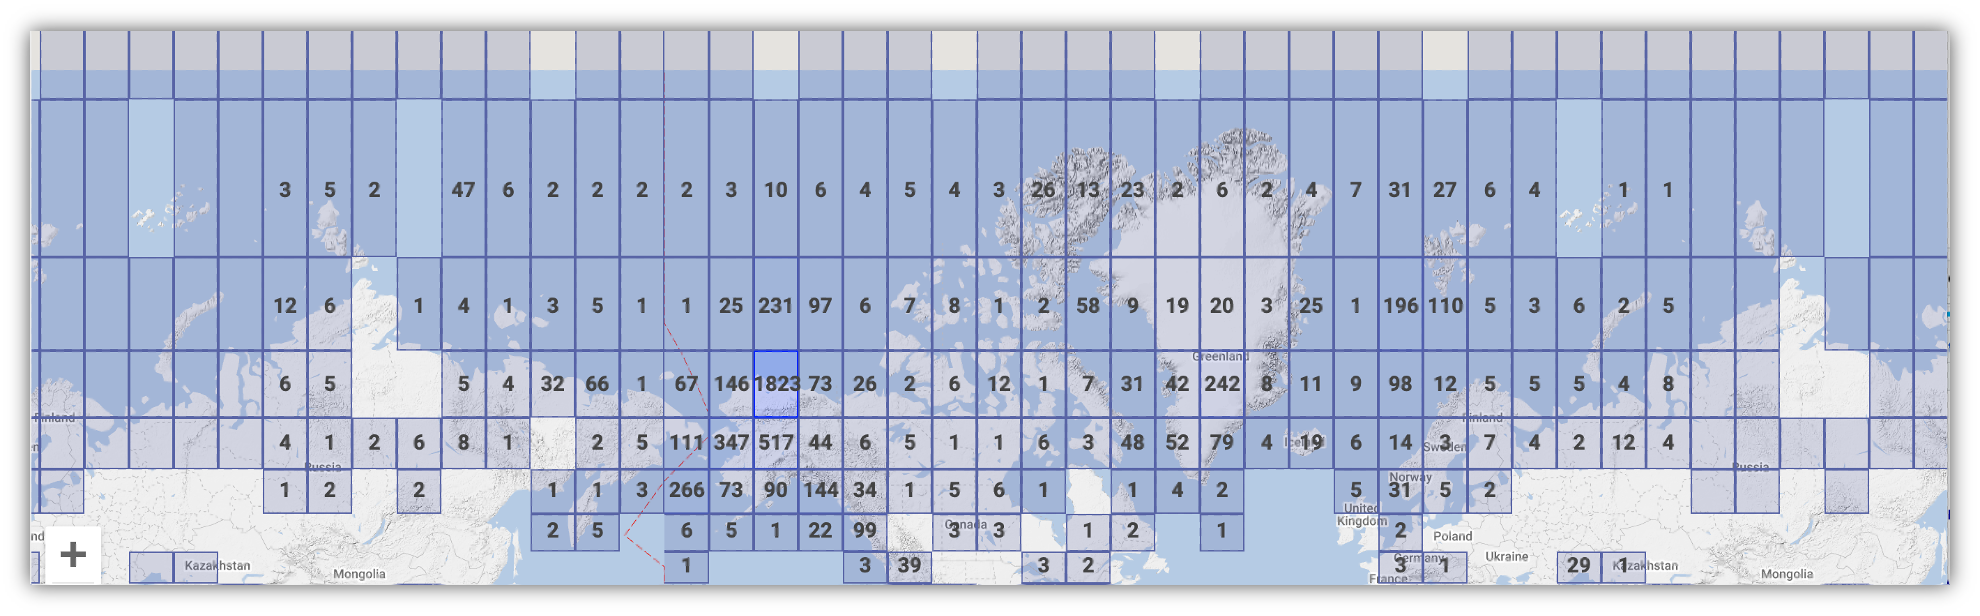 3 5 2 47 6 2 2 2 2 3 10 6 4 5 4 3 26 13 23 2 6 2 4 7 31 27 6 4 1 1
12 6 1 4 1 3 5 1 1 25 231 97 6 7 8 1 2 58 9 19 20 3 25 1 196 110 5 3 6 2 5
Greenland
6 5 5 4 32 66 1 67 146 1823 73 26 2 6 12 1 7 31 42 242 8 11 9 98 12 5 5 5 4 8
Finland Finland
4 1 2 6 8 1 2 5 111 347 517 44 6 5 1 1 6 3 48 52 79 4 19 6 14 3 7 4 2 12 4
Sweden
Russia Russia
Norway
1 2 2 1 1 3 266 73 90 144 34 1 5 6 1 1 4 2 5 31 5 2
United
Kingdom
Canada
2 5 6 5 1 22 99 3 3 1 2 1 2
nd Poland
+
Germany Ukraine
Kazakhstan 1 3 39 3 2 3 1 29 1 Kazakhstan
Mongolia France Mongolia